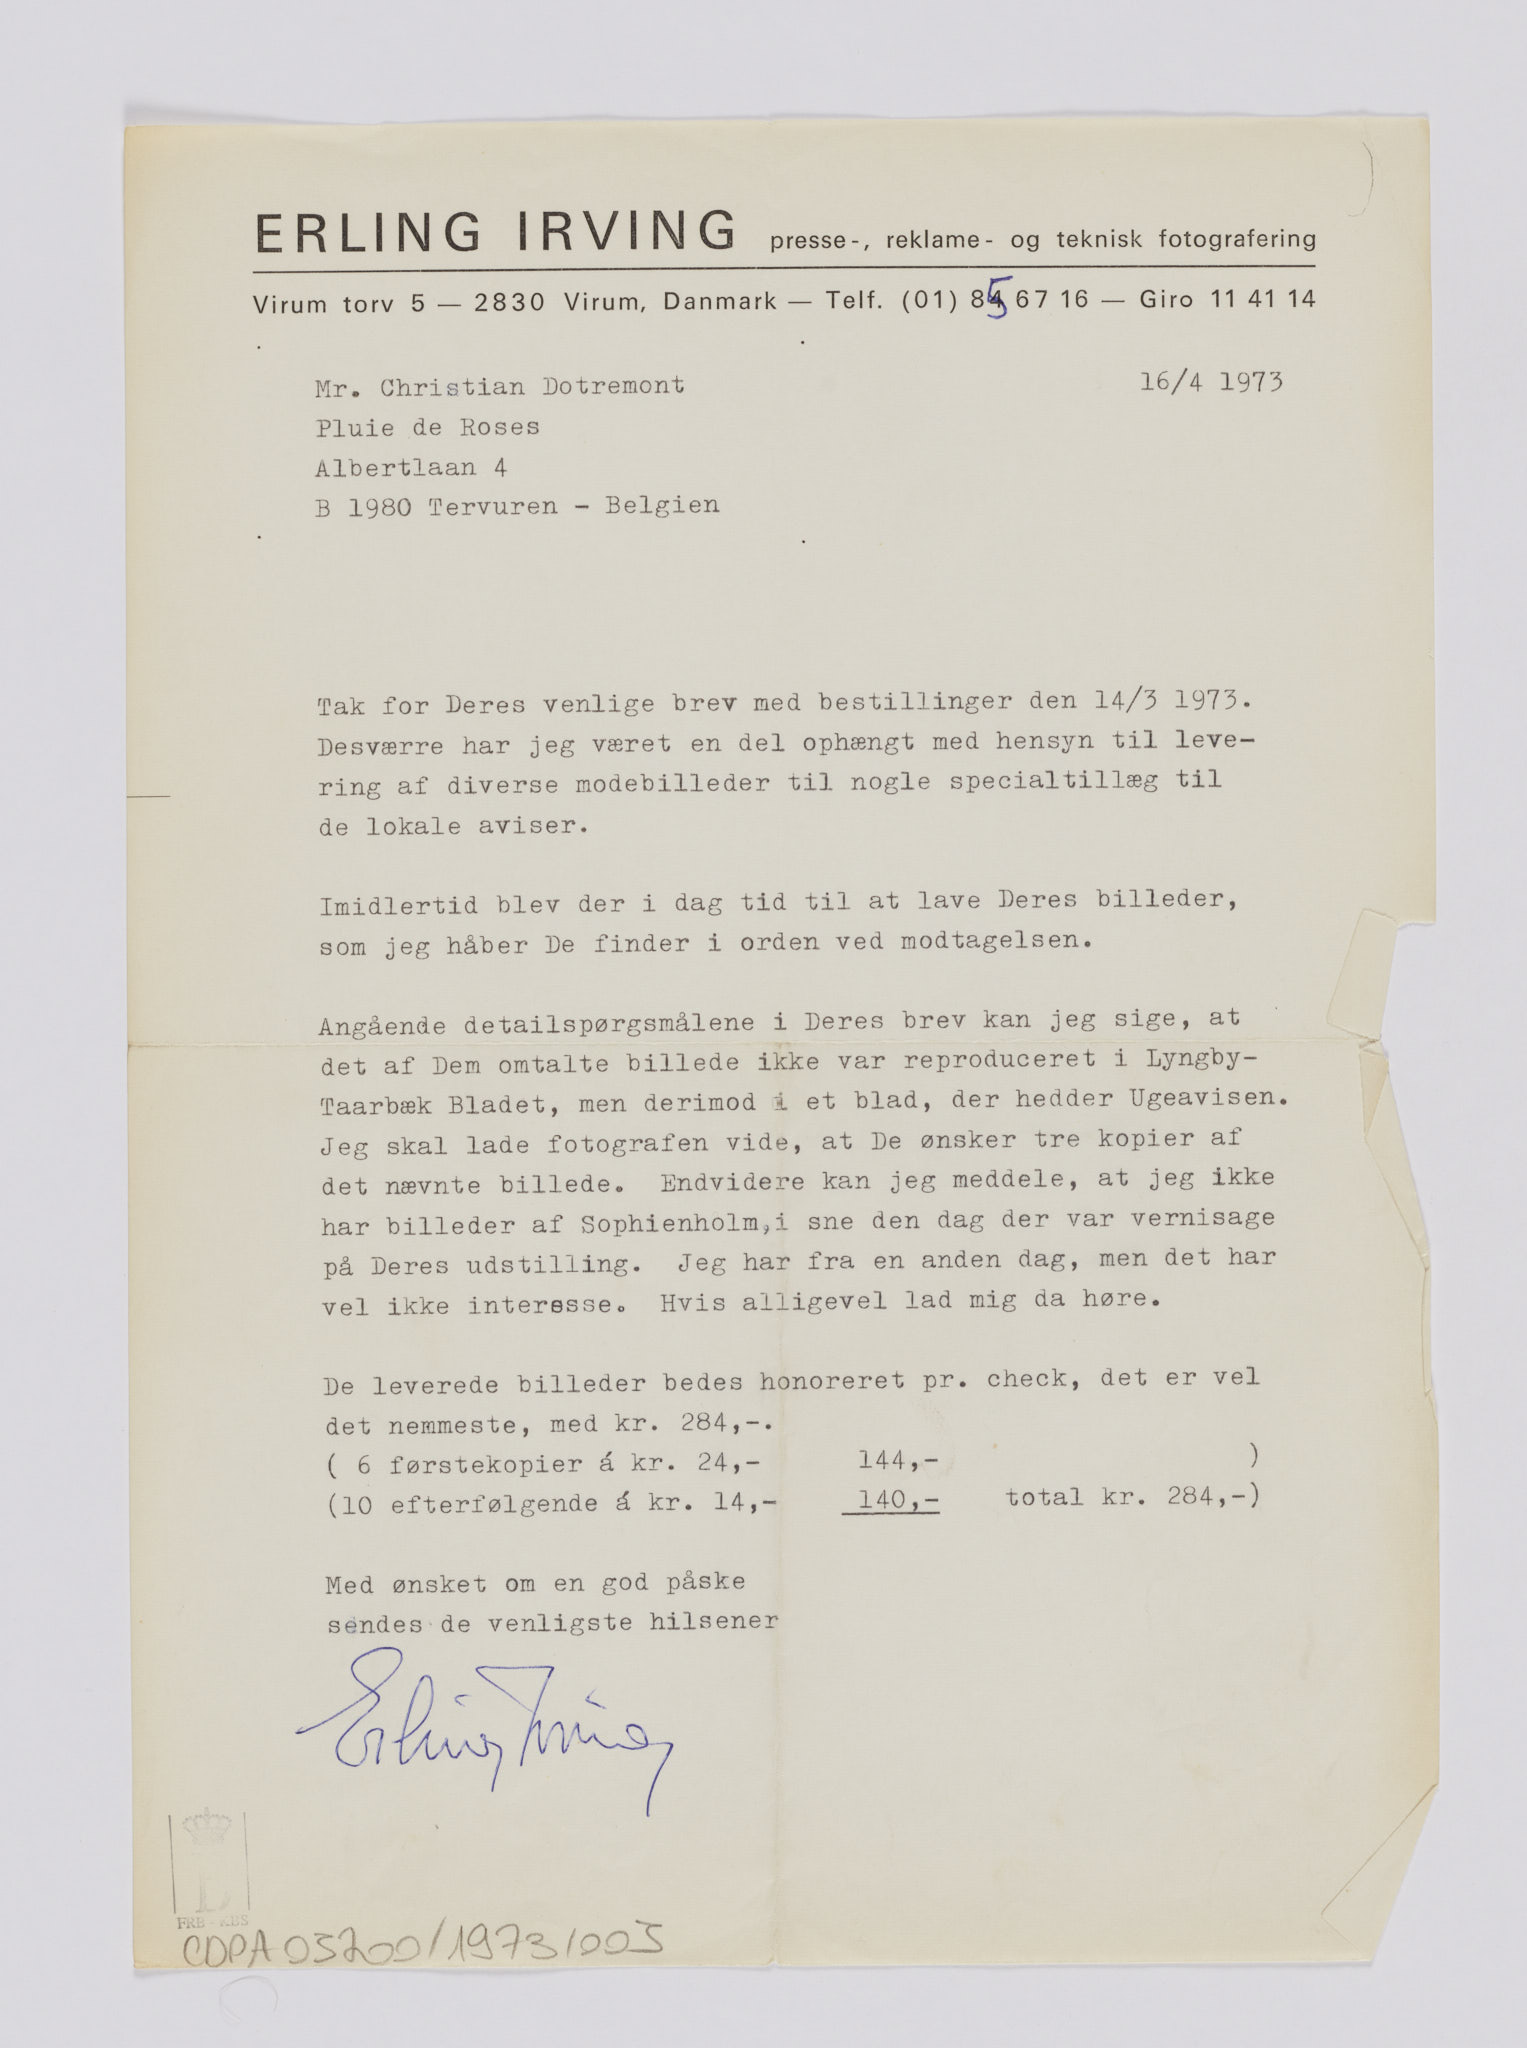 ERLING IRVING presse-, reklame- og teknisk fotografering
Virum torv 5 — 2830 Virum, Danmark — Telf. (01) 85 67 16 — Giro 11 41 14
Mr. Christian Dotremont 16/4 1973
Pluie de Roses
Albertlaan 4
B 1980 Tervuren - Belgien
Tak for Deres venlige brev med bestillinger den 14/3 1973.
Desværre har jeg været en del ophængt med hensyn til leve-
ring af diverse modebilleder til nogle specialtillæg til
de lokale aviser.
Imidlertid blev der i dag tid til at lave Deres billeder,
som jeg håber De finder i orden ved modtagelsen.
Angående detailspørgsmålene i Deres brev kan jeg sige, at
det af Dem omtalte billede ikke var reproduceret i Lyngby-
Taarbæk Bladet, men derimod i et blad, der hedder Ugeavisen.
Jeg skal lade fotografen vide, at De ønsker tre kopier af
det nævnte billede. Endvidere kan jeg meddele, at jeg ikke
har billeder af Sophienholm,i sne den dag der var vernisage
på Deres udstilling. Jeg har fra en anden dag, men det har
vel ikke interesse. Hvis alligevel lad mig da høre.
De leverede billeder bedes honoreret pr. check, det er vel
det nemmeste, med kr. 284,-.
( 6 førstekopier á kr. 24,- 144,- )
(10 efterfølgende á kr. 14,- 140,- total kr. 284,-)
Med ønsket om en god påske
sendes de venligste hilsener
Erling Irving
FRB - KBS
CDPA 03200/1973/003